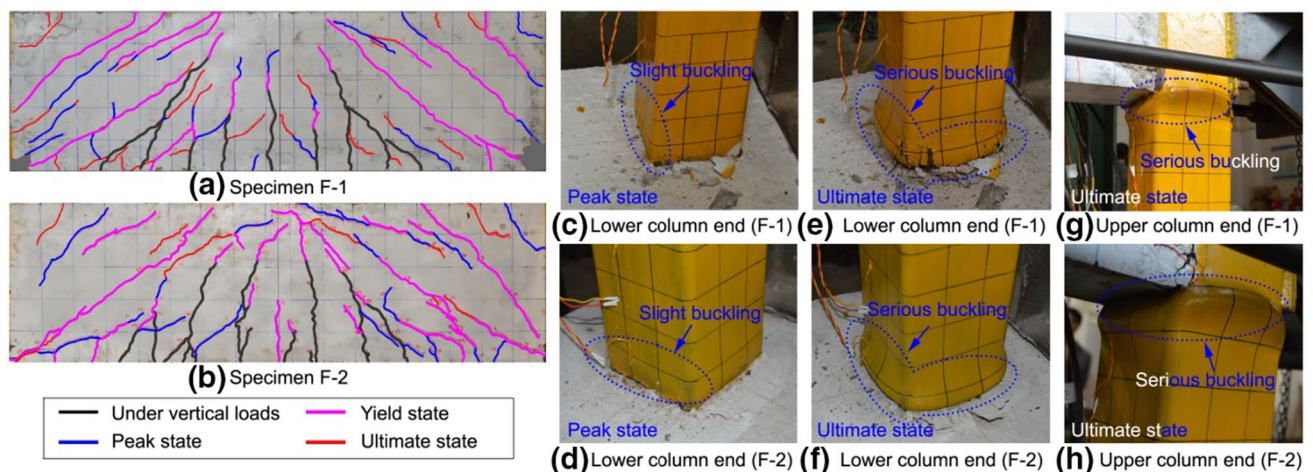 (a) Specimen F-1
(b) Specimen F-2
Under vertical loads
Yield state
Peak state
Ultimate state
Slight buckling
Peak state
(c) Lower column end (F-1)
Serious buckling
Ultimate state
(e) Lower column end (F-1)
Serious buckling
Ultimate state
(g) Upper column end (F-1)
Slight buckling
Peak state
(d) Lower column end (F-2)
Serious buckling
Ultimate state
(f) Lower column end (F-2)
Serious buckling
Ultimate state
(h) Upper column end (F-2)